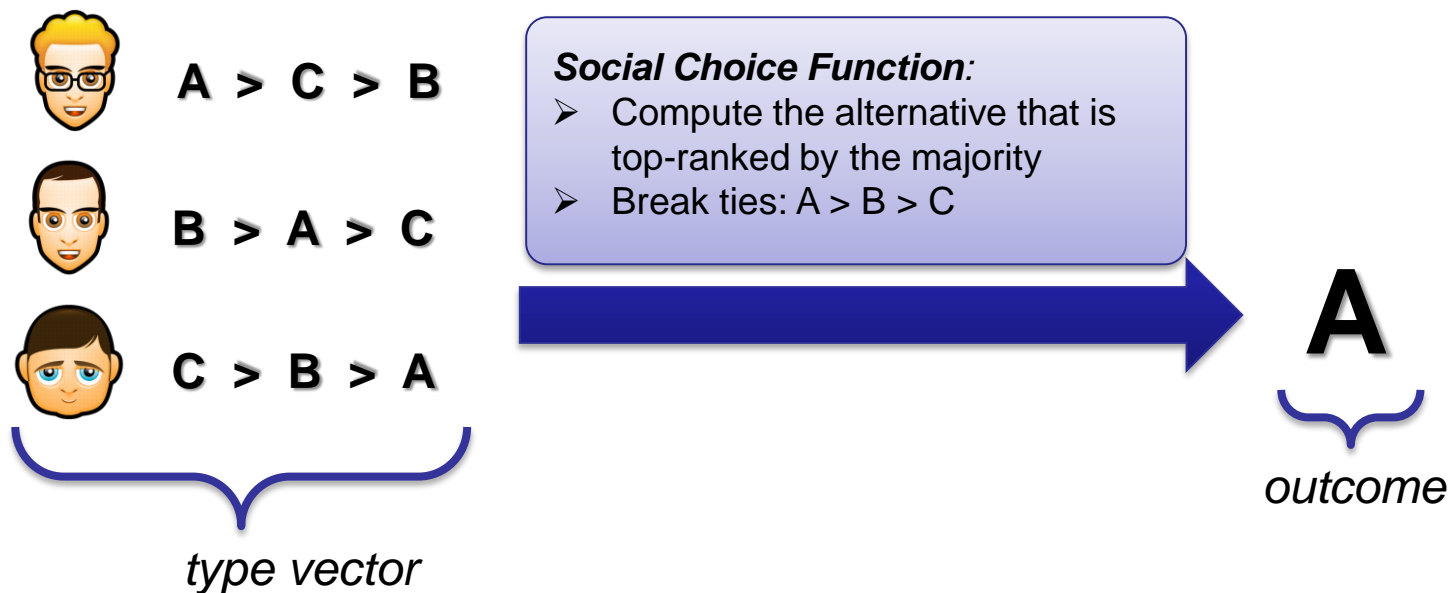 A > C > B
B > A > C
C > B > A
type vector
Social Choice Function:
➢ Compute the alternative that is
top-ranked by the majority
➢ Break ties: A > B > C
A
outcome